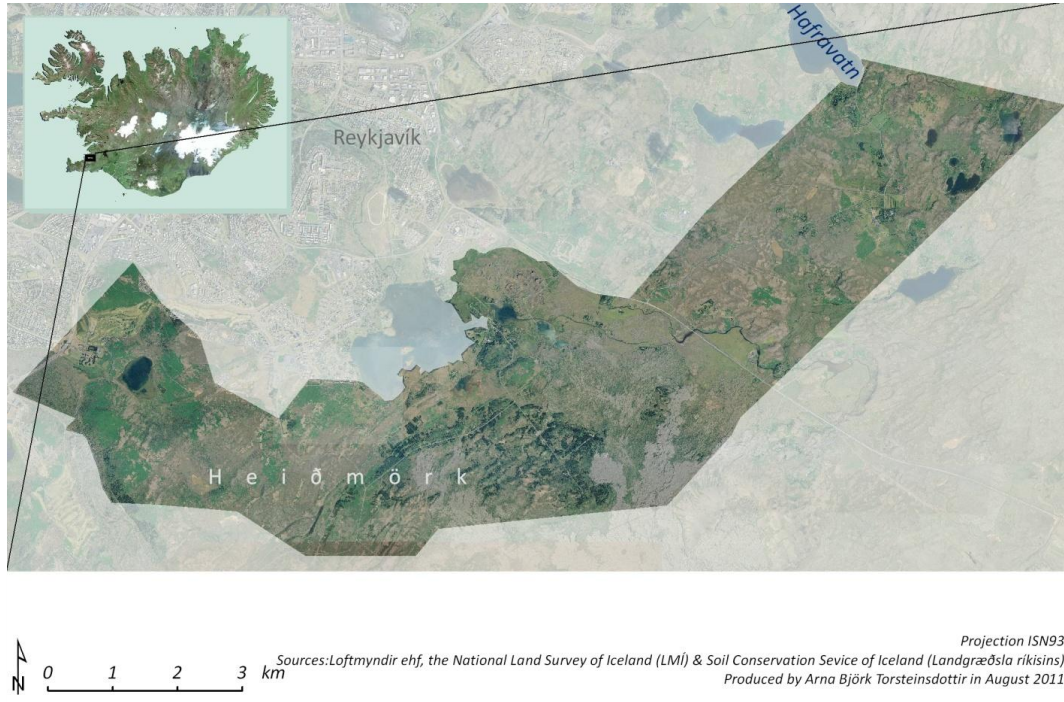 Hafravatn
Reykjavík
Heiðmörk
N
0 1 2 3 km
Projection ISN93
Sources:Loftmyndir ehf, the National Land Survey of Iceland (LMÍ) & Soil Conservation Sevice of Iceland (Landgræðsla ríkisins)
Produced by Arna Björk Torsteinsdottir in August 2011